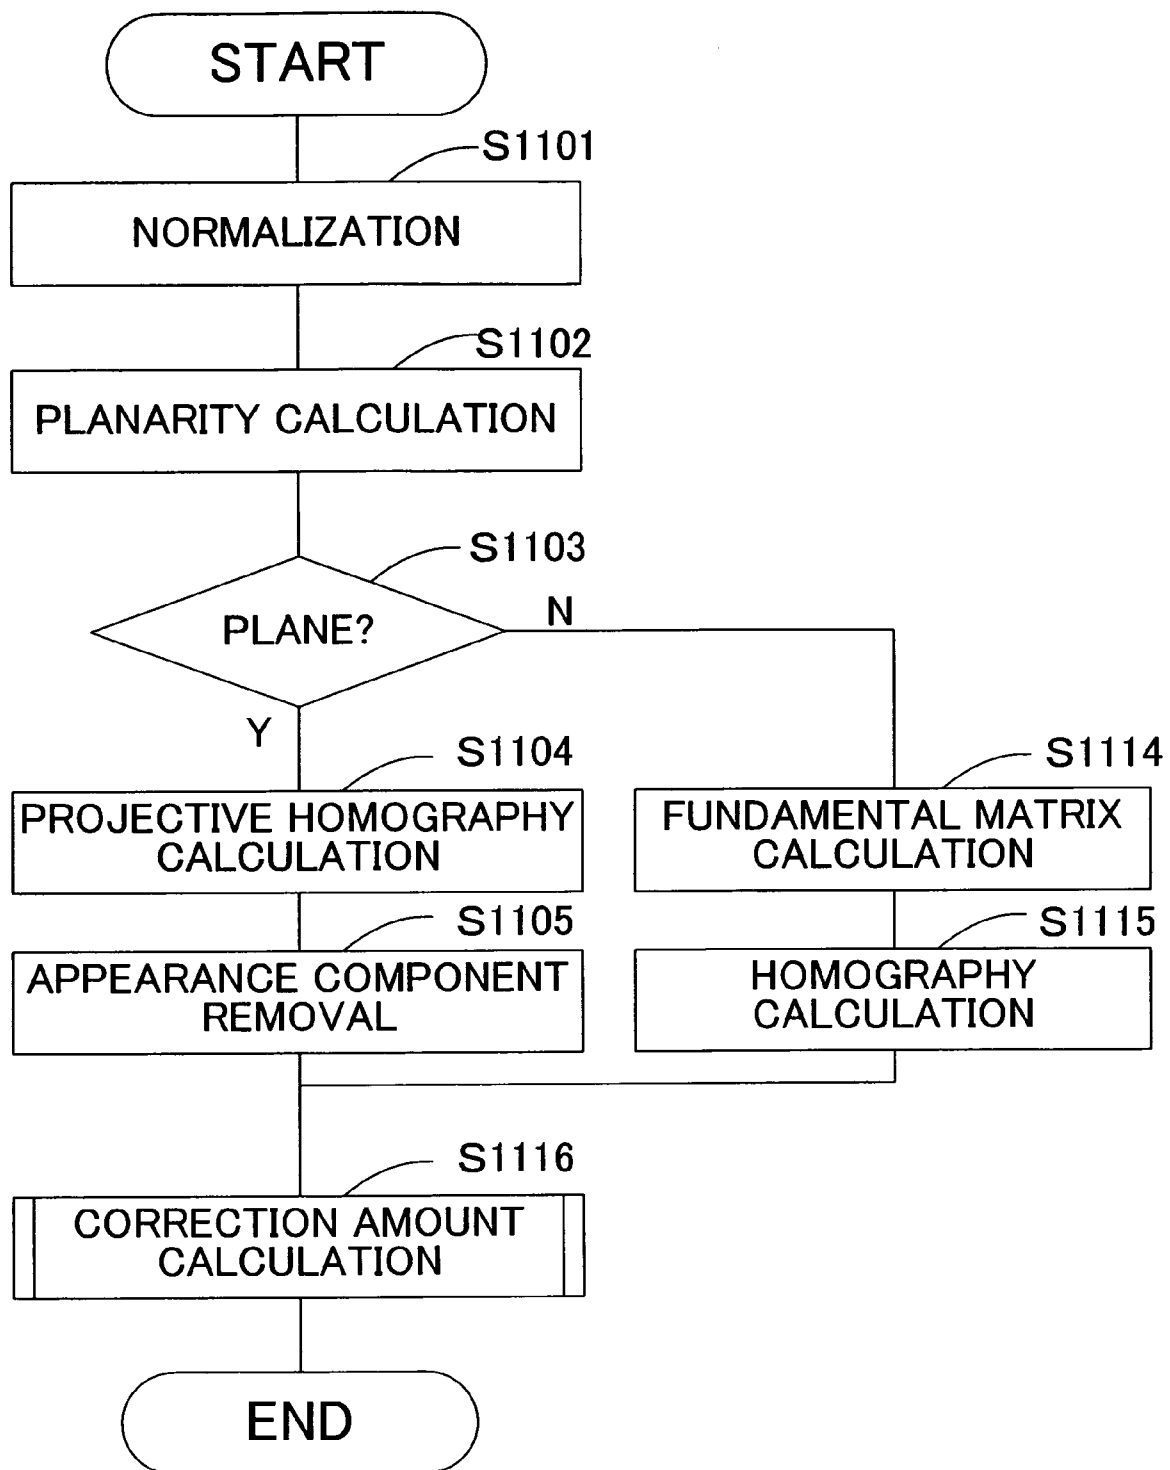 START
S1101
NORMALIZATION
S1102
PLANARITY CALCULATION
S1103
PLANE?
N
Y
S1104
PROJECTIVE HOMOGRAPHY
CALCULATION
S1114
FUNDAMENTAL MATRIX
CALCULATION
S1105
APPEARANCE COMPONENT
REMOVAL
S1115
HOMOGRAPHY
CALCULATION
S1116
CORRECTION AMOUNT
CALCULATION
END